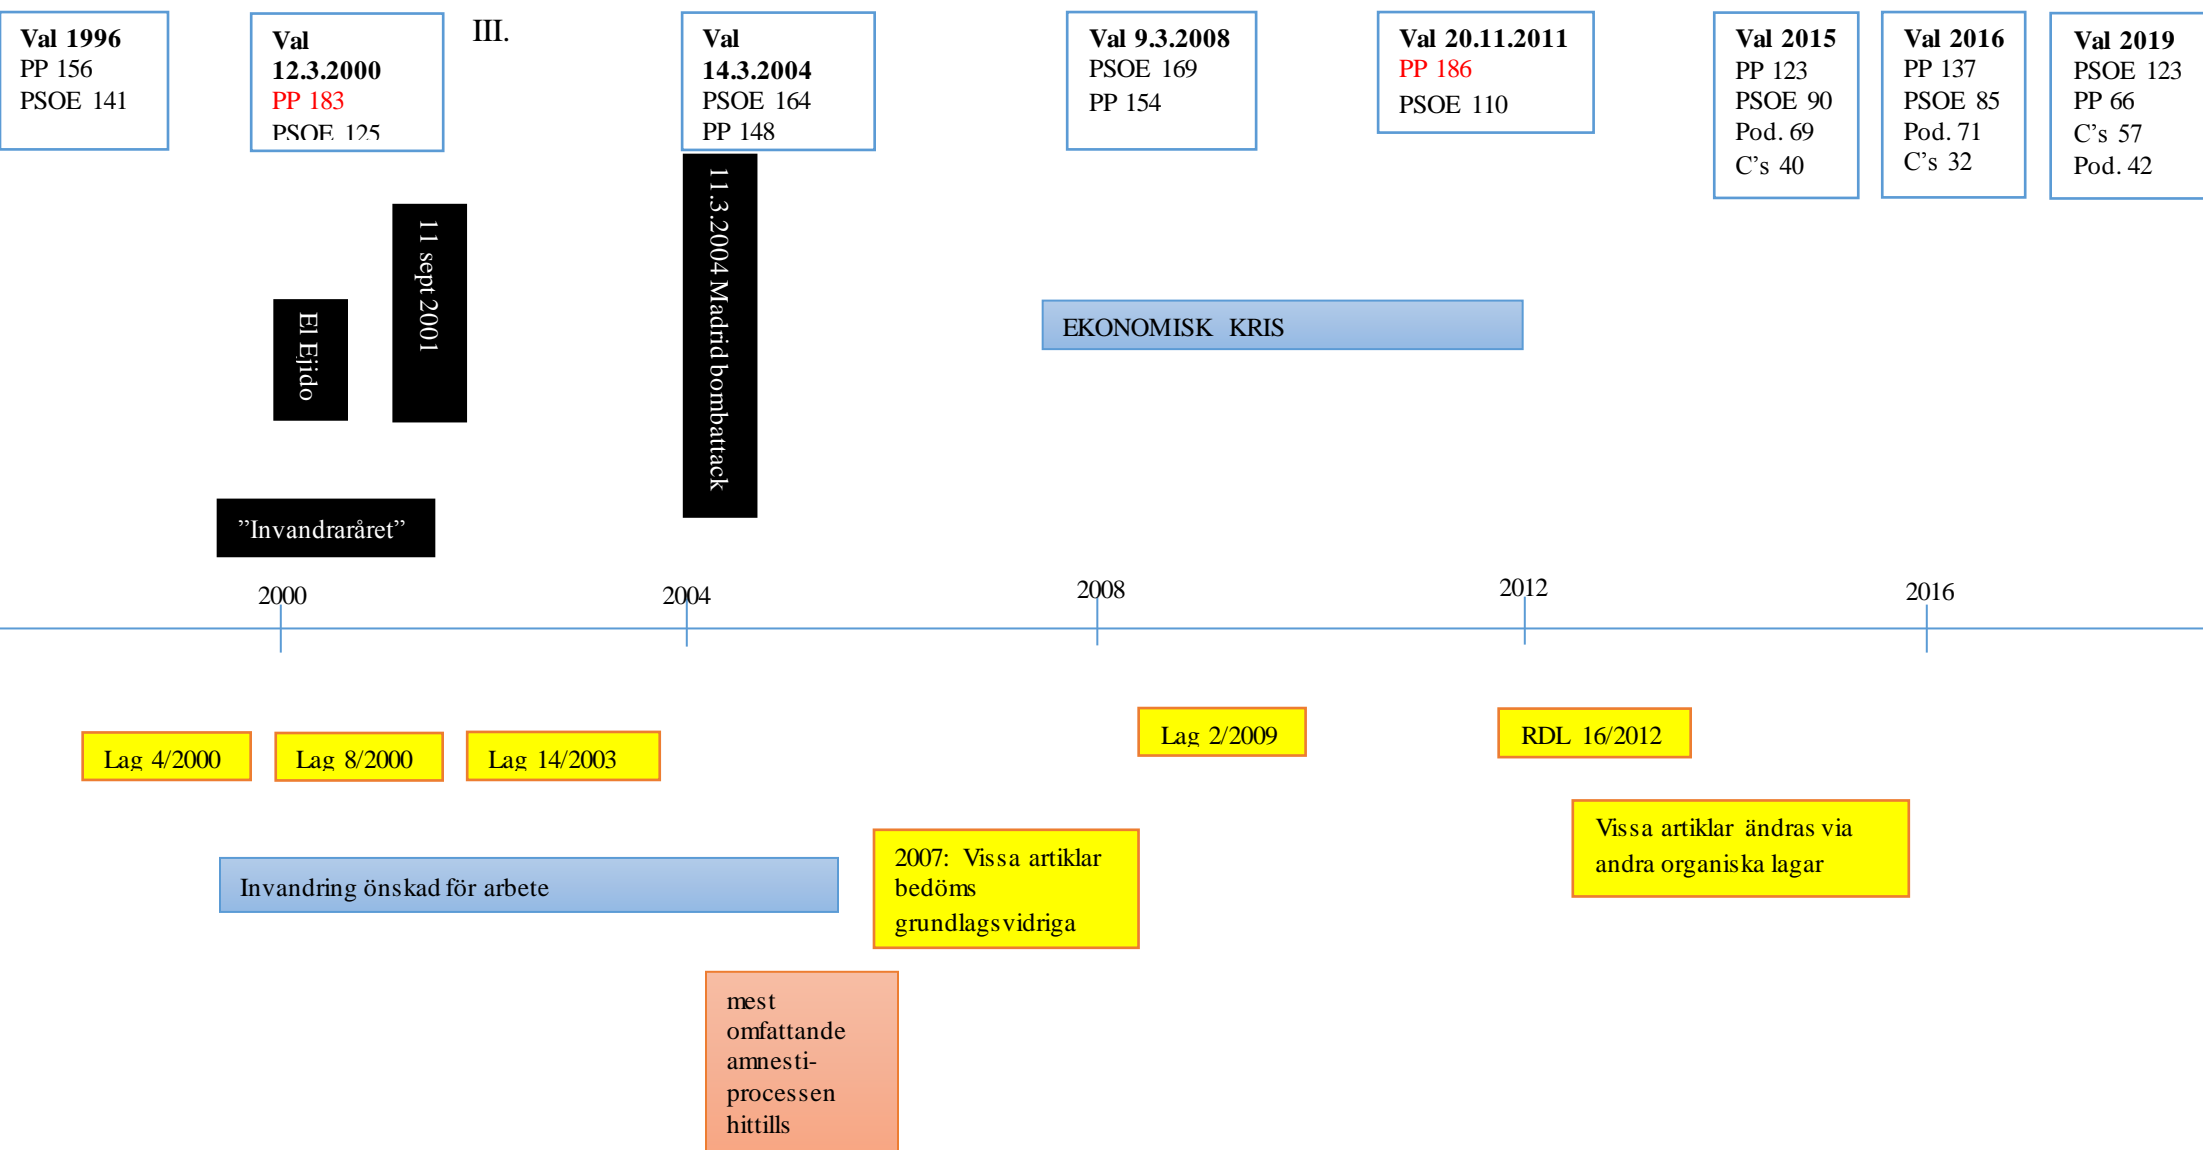 Val 1996
PP 156
PSOE 141
Val
12.3.2000
PP 183
PSOE 125
III.
Val
14.3.2004
PSOE 164
PP 148
Val 9.3.2008
PSOE 169
PP 154
Val 20.11.2011
PP 186
PSOE 110
Val 2015
PP 123
PSOE 90
Pod. 69
C’s 40
Val 2016
PP 137
PSOE 85
Pod. 71
C’s 32
Val 2019
PSOE 123
PP 66
C’s 57
Pod. 42
El Ejido
11 sept 2001
11.3.2004 Madrid bombattack
EKONOMISK KRIS
”Invandraråret”
2000
2004
2008
2012
2016
Lag 4/2000
Lag 8/2000
Lag 14/2003
Lag 2/2009
RDL 16/2012
Invandring önskad för arbete
2007: Vissa artiklar
bedöms
grundlagsvidriga
Vissa artiklar ändras via
andra organiska lagar
mest
omfattande
amnesti-
processen
hittills